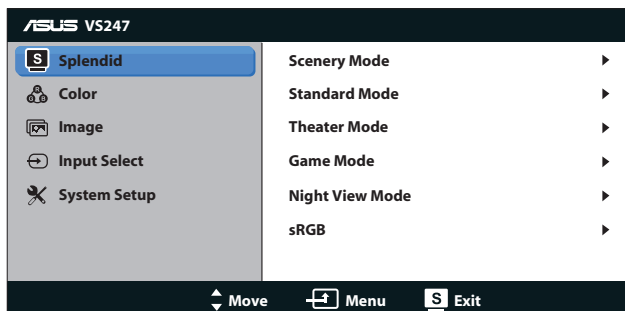 ASUS VS247
S Splendid
R G B Color
Image
Input Select
System Setup
Scenery Mode
Standard Mode
Theater Mode
Game Mode
Night View Mode
sRGB
Move Menu S Exit